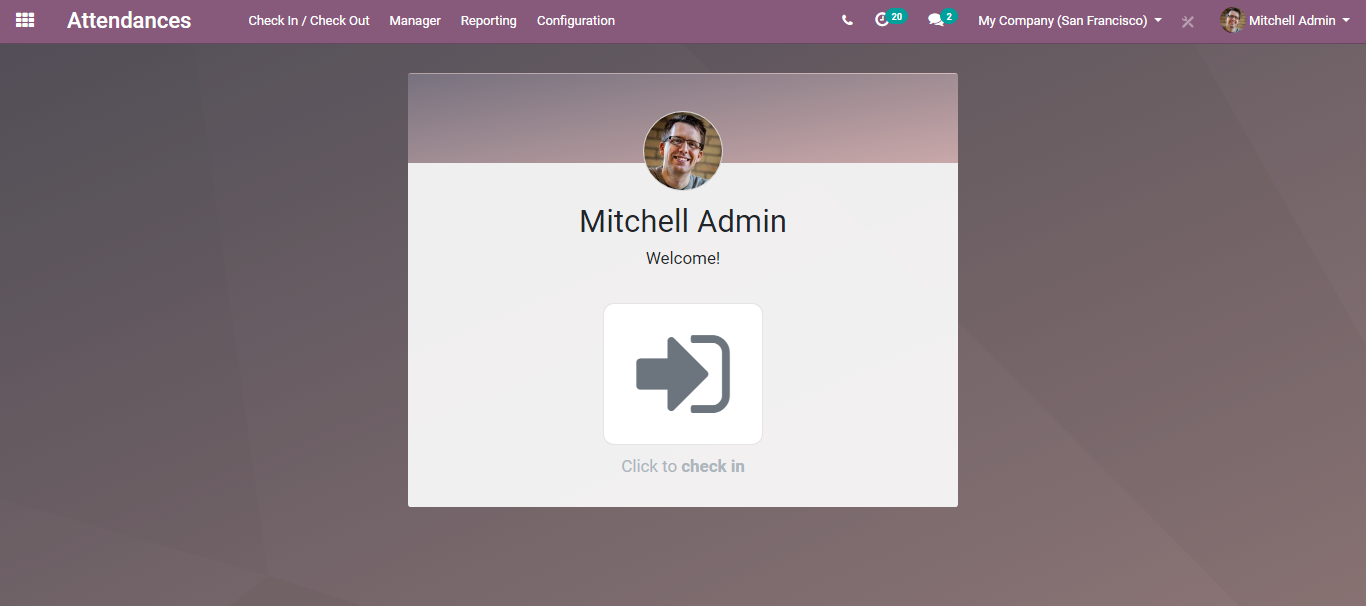 Attendances Check In / Check Out Manager Reporting Configuration 20 2 My Company (San Francisco) Mitchell Admin
Mitchell Admin
Welcome!
Click to check in